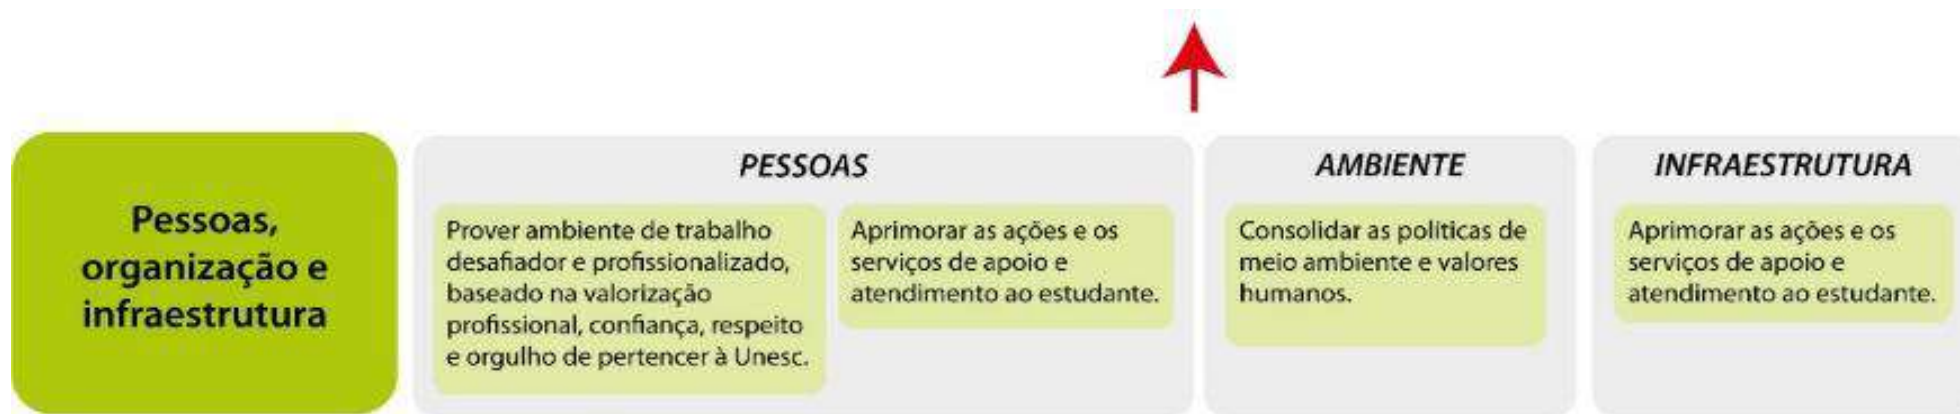 Pessoas,
organização e
infraestrutura
PESSOAS
Prover ambiente de trabalho
desafiador e profissionalizado,
baseado na valorização
profissional, confiança, respeito
e orgulho de pertencer à Unesc.
Aprimorar as ações e os
serviços de apoio e
atendimento ao estudante.
AMBIENTE
Consolidar as políticas de
meio ambiente e valores
humanos.
INFRAESTRUTURA
Aprimorar as ações e os
serviços de apoio e
atendimento ao estudante.